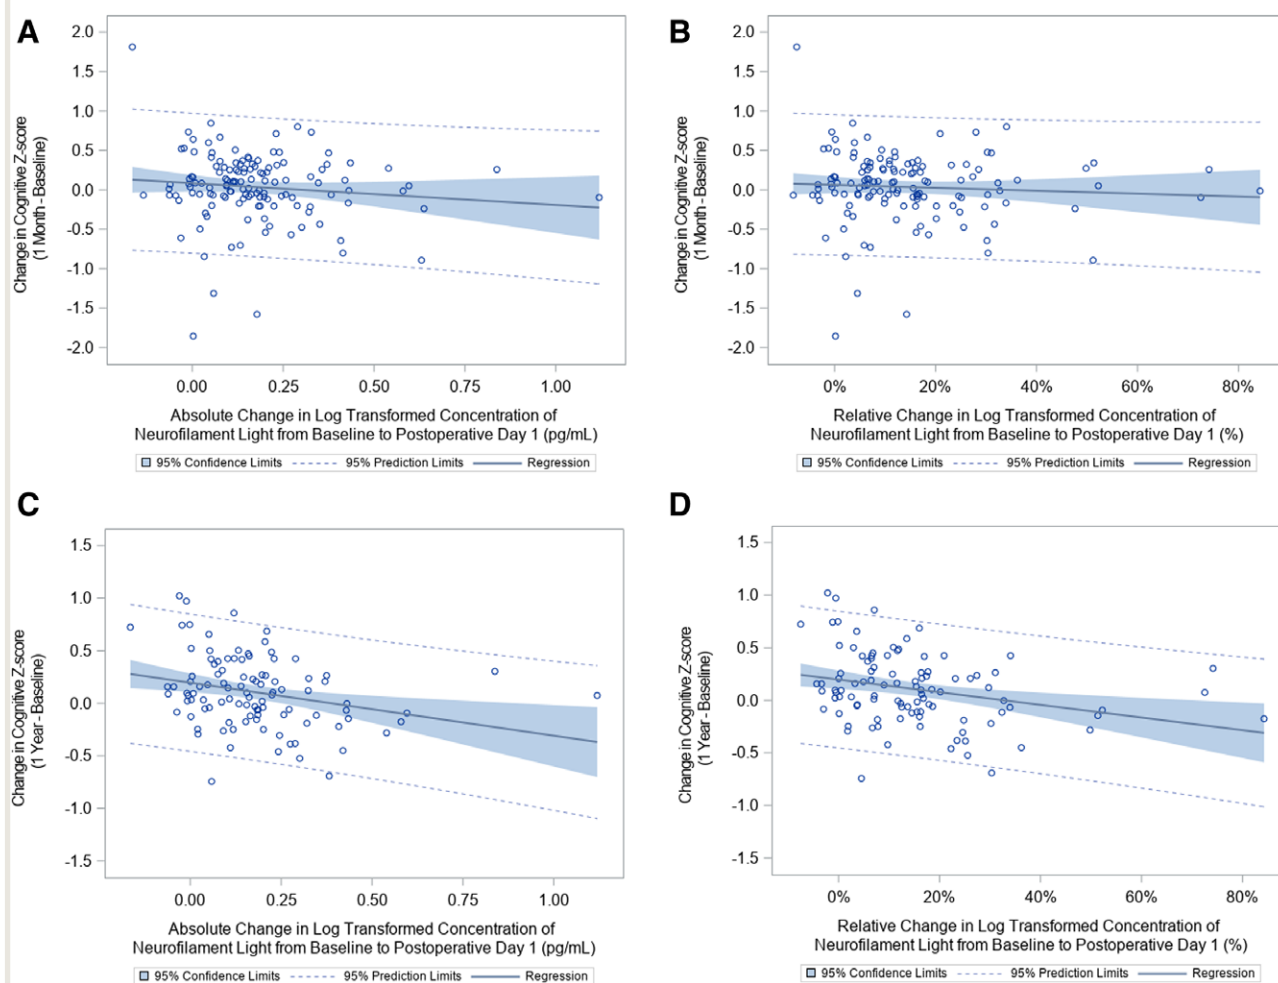 A
2.0
1.5
1.0
0.5
0.0
-0.5
-1.0
-1.5
-2.0
Change in Cognitive Z-score
(1 Month - Baseline)
0.00 0.25 0.50 0.75 1.00
Absolute Change in Log Transformed Concentration of
Neurofilament Light from Baseline to Postoperative Day 1 (pg/mL)
95% Confidence Limits 95% Prediction Limits Regression
B
2.0
1.5
1.0
0.5
0.0
-0.5
-1.0
-1.5
-2.0
Change in Cognitive Z-score
(1 Month - Baseline)
0% 20% 40% 60% 80%
Relative Change in Log Transformed Concentration of
Neurofilament Light from Baseline to Postoperative Day 1 (%)
95% Confidence Limits 95% Prediction Limits Regression
C
1.5
1.0
0.5
0.0
-0.5
-1.0
-1.5
Change in Cognitive Z-score
(1 Year - Baseline)
0.00 0.25 0.50 0.75 1.00
Absolute Change in Log Transformed Concentration of
Neurofilament Light from Baseline to Postoperative Day 1 (pg/mL)
95% Confidence Limits 95% Prediction Limits Regression
D
1.5
1.0
0.5
0.0
-0.5
-1.0
-1.5
Change in Cognitive Z-score
(1 Year - Baseline)
0% 20% 40% 60% 80%
Relative Change in Log Transformed Concentration of
Neurofilament Light from Baseline to Postoperative Day 1 (%)
95% Confidence Limits 95% Prediction Limits Regression